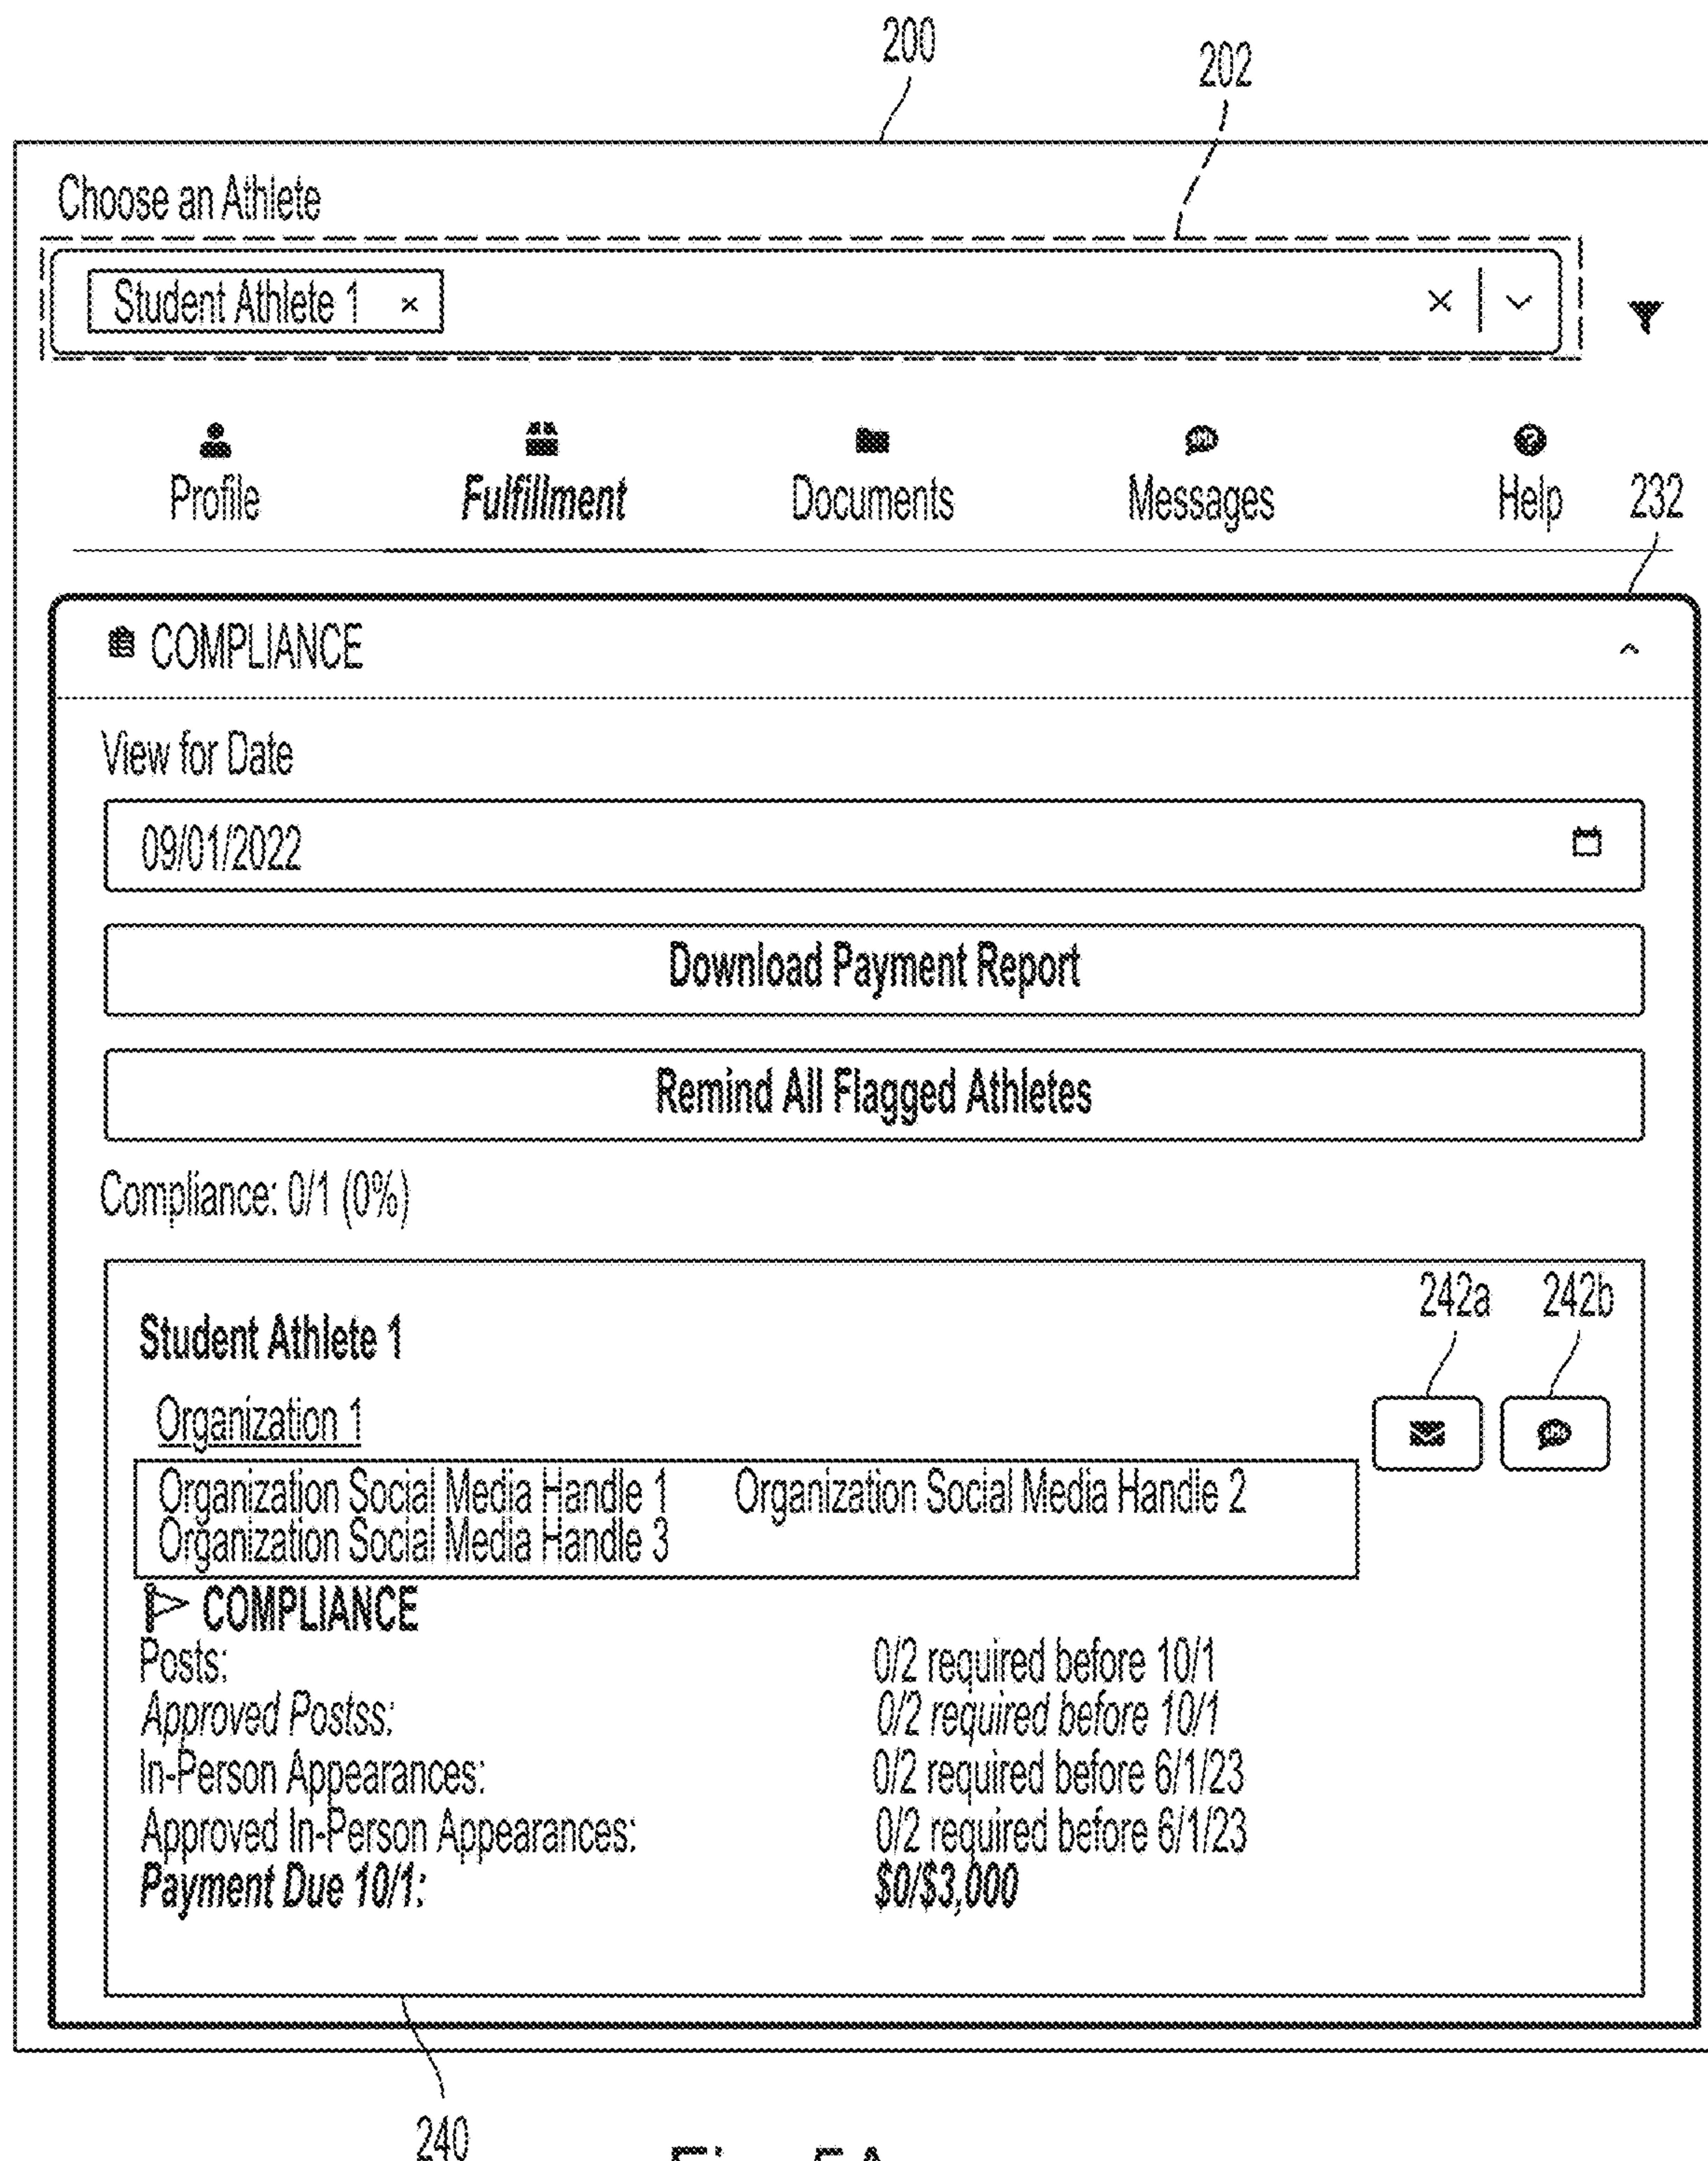 200
202
Choose an Athlete
Student Athlete 1 ×
Profile Fulfillment Documents Messages Help 232
COMPLIANCE
View for Date
09/01/2022
Download Payment Report
Remind All Flagged Athletes
Compliance: 0/1 (0%)
242a 242b
Student Athlete 1
Organization 1
Organization Social Media Handle 1 Organization Social Media Handle 2
Organization Social Media Handle 3
COMPLIANCE
Posts: 0/2 required before 10/1
Approved Postss: 0/2 required before 10/1
In-Person Appearances: 0/2 required before 6/1/23
Approved In-Person Appearances: 0/2 required before 6/1/23
Payment Due 10/1: $0/$3,000
240